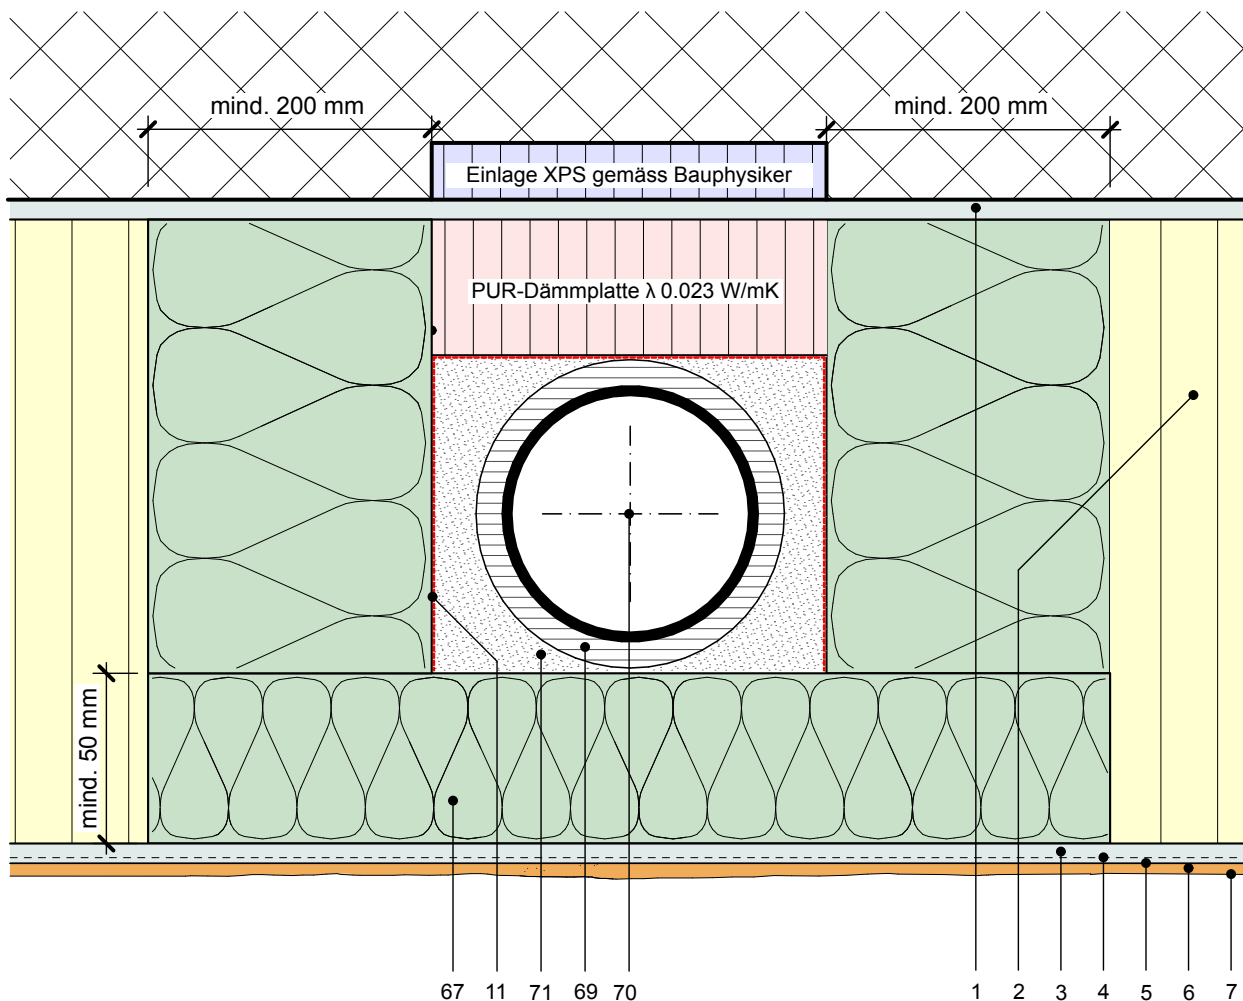 mind. 200 mm
mind. 200 mm
Einlage XPS gemäss Bauphysiker
PUR-Dämmplatte λ 0.023 W/mK
mind. 50 mm
67 11 71 69 70 1 2 3 4 5 6 7